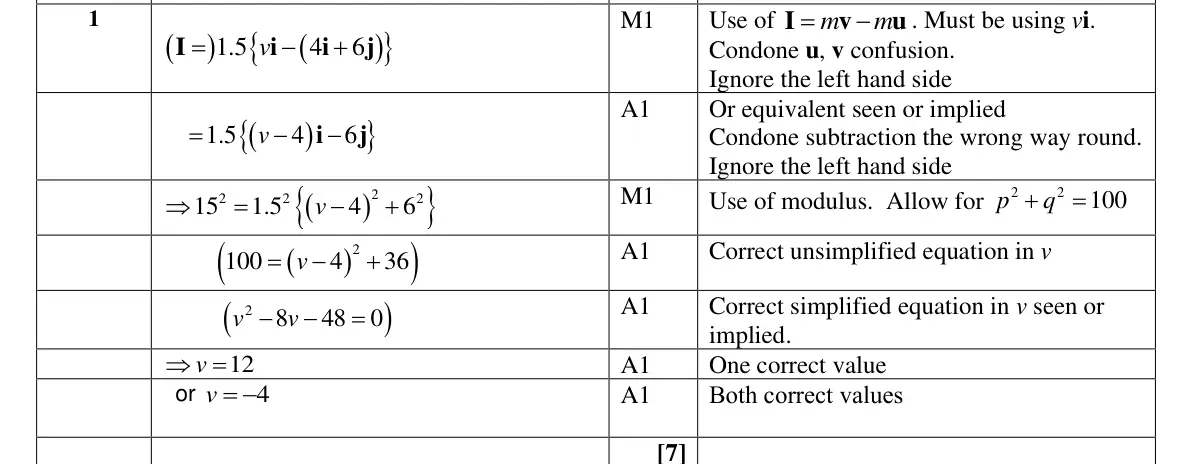 1
(I =)1.5{vi − (4i + 6j)}
M1
Use of I = mv − mu . Must be using vi.
Condone u, v confusion.
Ignore the left hand side
= 1.5{(v − 4)i − 6j}
A1
Or equivalent seen or implied
Condone subtraction the wrong way round.
Ignore the left hand side
⇒ 15² = 1.5² {(v − 4)² + 6²}
M1
Use of modulus. Allow for p² + q² = 100
(100 = (v − 4)² + 36)
A1
Correct unsimplified equation in v
(v² − 8v − 48 = 0)
A1
Correct simplified equation in v seen or
implied.
⇒ v = 12
A1
One correct value
or v = −4
A1
Both correct values
[7]